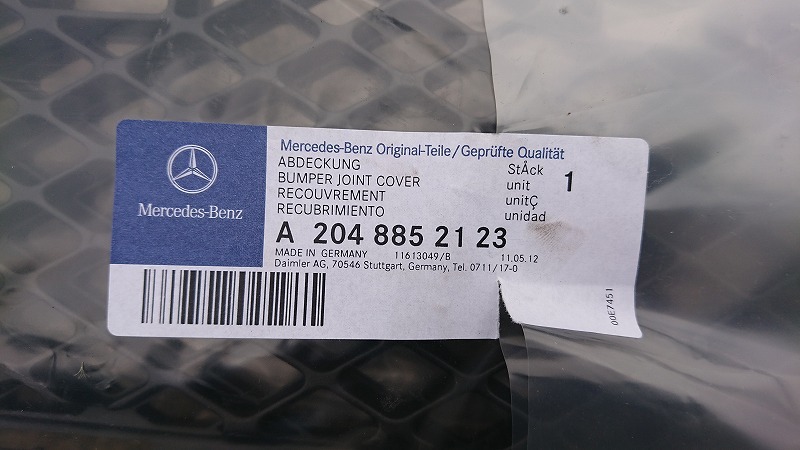 Mercedes-Benz
Mercedes-Benz Original-Teile/Geprüfte Qualität
ABDECKUNG
BUMPER JOINT COVER
RECOUVREMENT
RECUBRIMIENTO
StÅck
unit
unitÇ
unidad
1
A 204 885 21 23
MADE IN GERMANY 11613049/B 11.05.12
Daimler AG, 70546 Stuttgart, Germany, Tel. 0711/17-0
00E7451